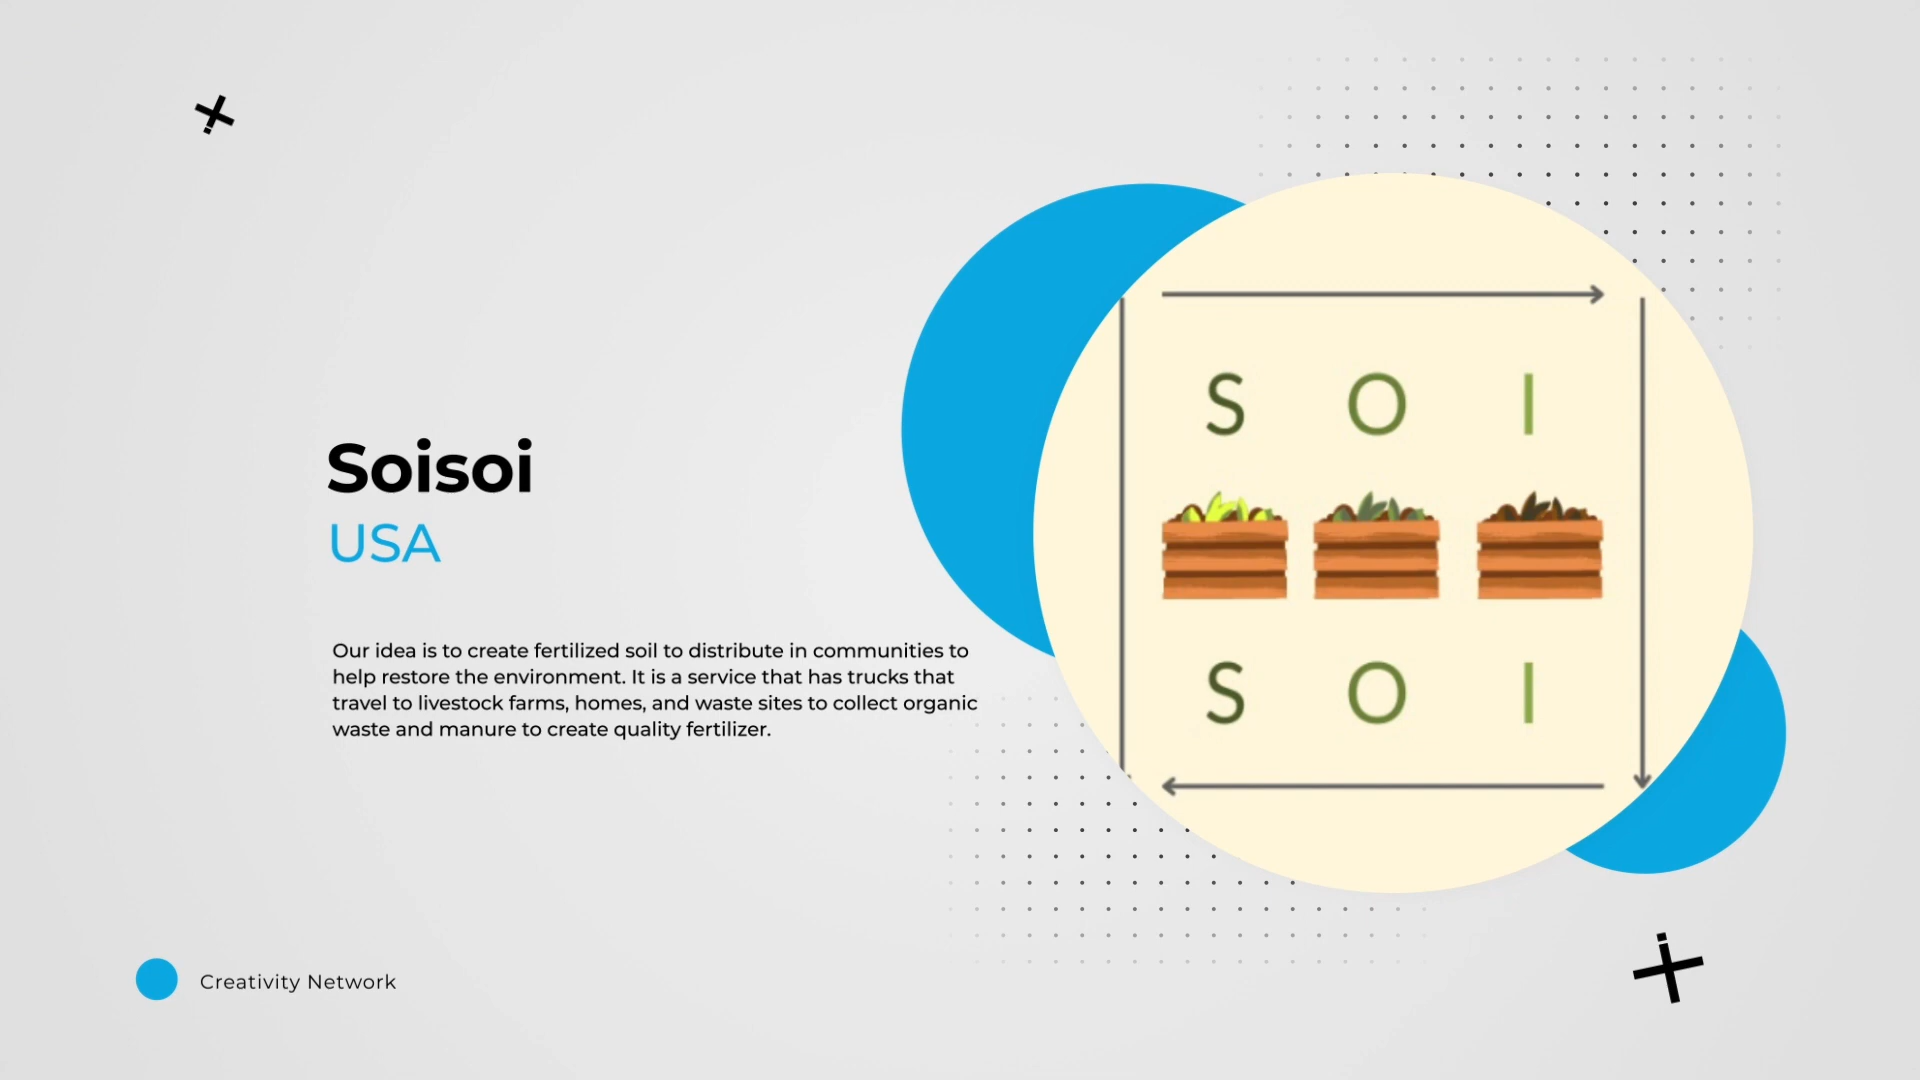 Soisoi
USA
Our idea is to create fertilized soil to distribute in communities to
help restore the environment. It is a service that has trucks that
travel to livestock farms, homes, and waste sites to collect organic
waste and manure to create quality fertilizer.
S O I
S O I
Creativity Network